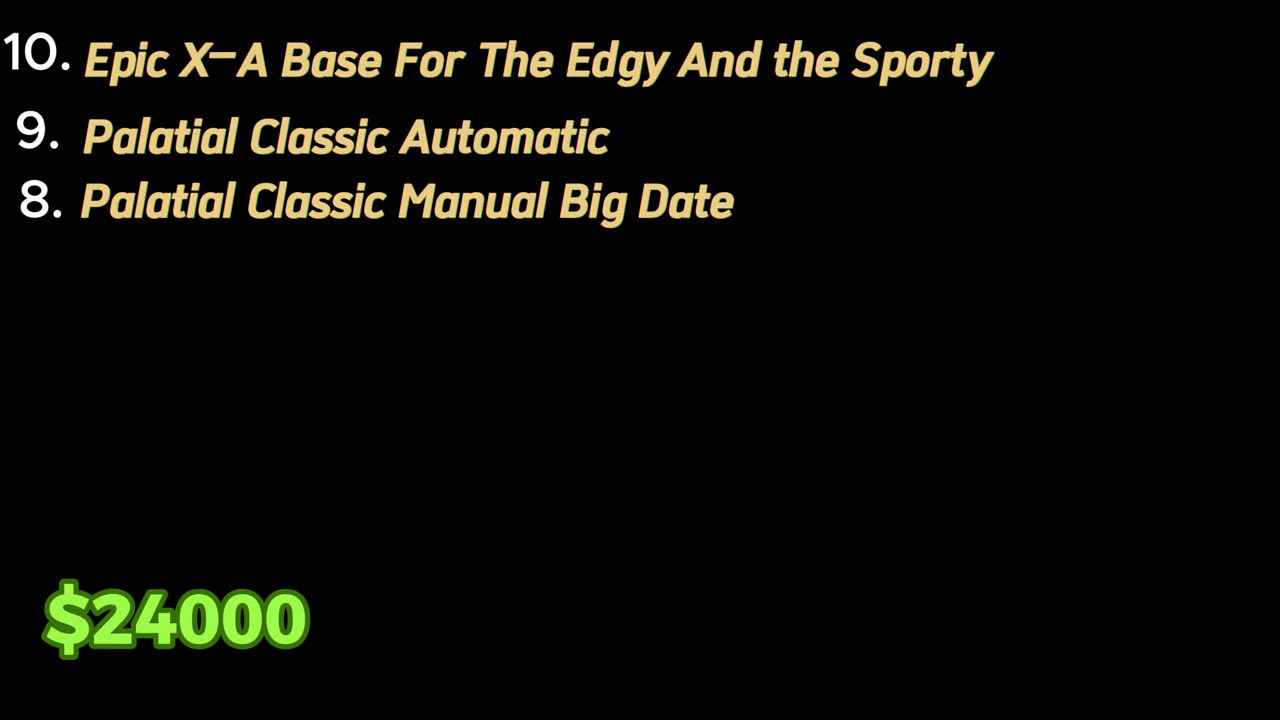 10. Epic X–A Base For The Edgy And the Sporty
9. Palatial Classic Automatic
8. Palatial Classic Manual Big Date
$24000